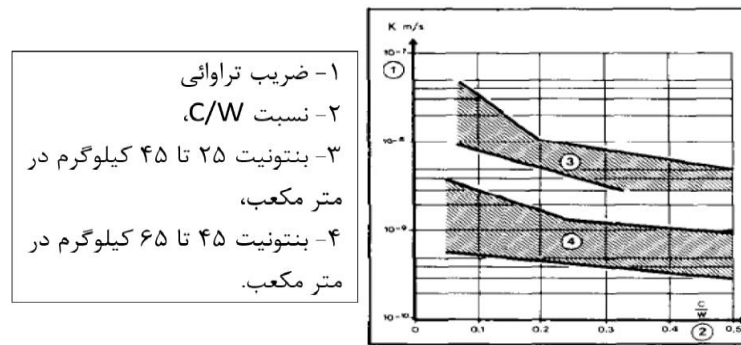 ۱- ضریب تراوائی
۲- نسبت C/W،
۳- بنتونیت ۲۵ تا ۴۵ کیلوگرم در
متر مکعب،
۴- بنتونیت ۴۵ تا ۶۵ کیلوگرم در
متر مکعب.
K m/s
10-7
1
10-8
3
10-9
4
10-10
0 0.1 0.2 0.3 0.4 0.5
C/W
2